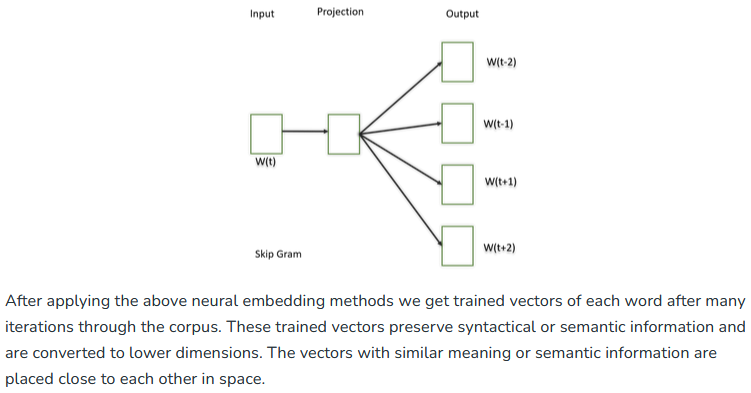 Input Projection Output
W(t-2)
W(t-1)
W(t)
W(t+1)
W(t+2)
Skip Gram
After applying the above neural embedding methods we get trained vectors of each word after many
iterations through the corpus. These trained vectors preserve syntactical or semantic information and
are converted to lower dimensions. The vectors with similar meaning or semantic information are
placed close to each other in space.